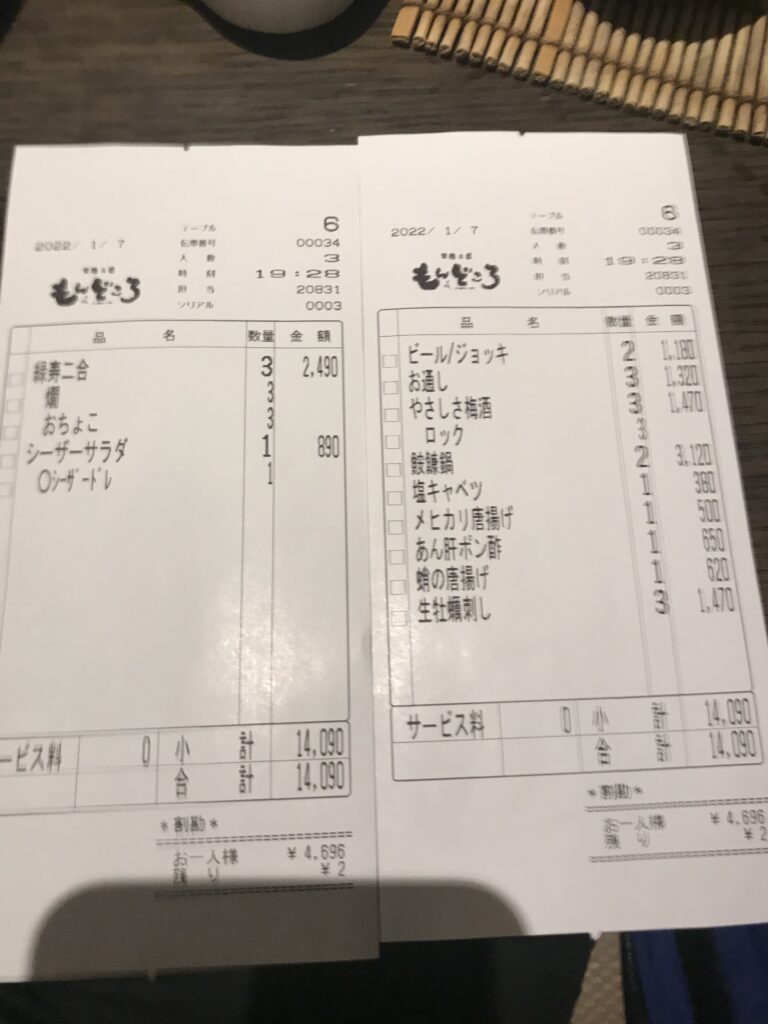 テーブル 6
2022/ 1/ 7 伝票番号 00034
人 数 3
時 刻 19:28
担 当 20831
シリアル 0003
もんどころ
品 名 数量 金 額
緑寿二合 3 2,490
燗 3
おちょこ 3
シーザーサラダ 1 890
○シーザードレ 1
ービス料 0 小 計 14,090
合 計 14,090
*割勘*
お一人様 ¥4,696
残 り ¥2
テーブル 6
2022/ 1/ 7 伝票番号 00034
人 数 3
時 刻 19:28
担 当 20831
シリアル 0003
もんどころ
品 名 数量 金 額
ビール/ジョッキ 2 1,180
お通し 3 1,320
やさしさ梅酒 3 1,470
ロック 3
鮟鱇鍋 2 3,120
塩キャベツ 1 380
メヒカリ唐揚げ 1 500
あん肝ポン酢 1 650
蛸の唐揚げ 1 620
生牡蠣刺し 3 1,470
サービス料 0 小 計 14,090
合 計 14,090
*割勘*
お一人様 ¥4,696
残 り ¥2